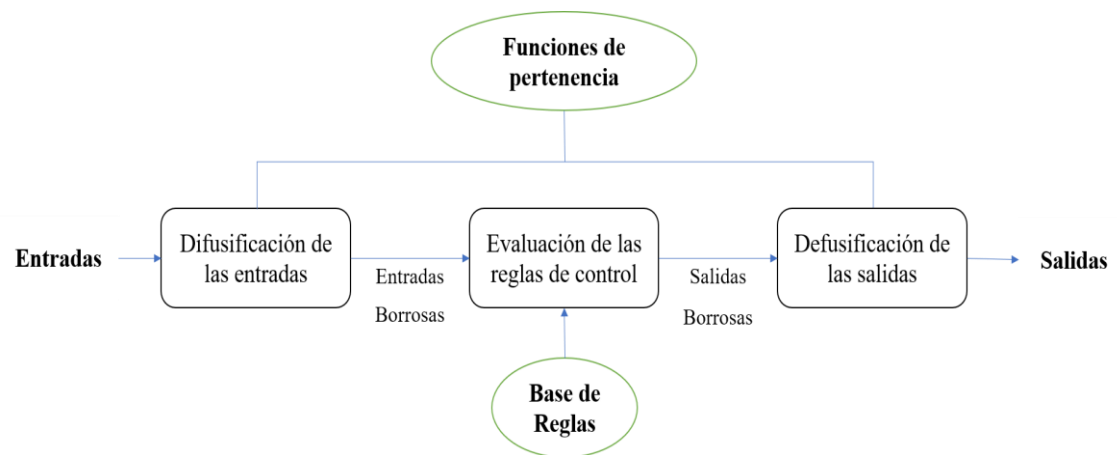 Funciones de
pertenencia
Entradas
Difusificación de
las entradas
Entradas
Borrosas
Evaluación de las
reglas de control
Salidas
Borrosas
Defusificación de
las salidas
Salidas
Base de
Reglas